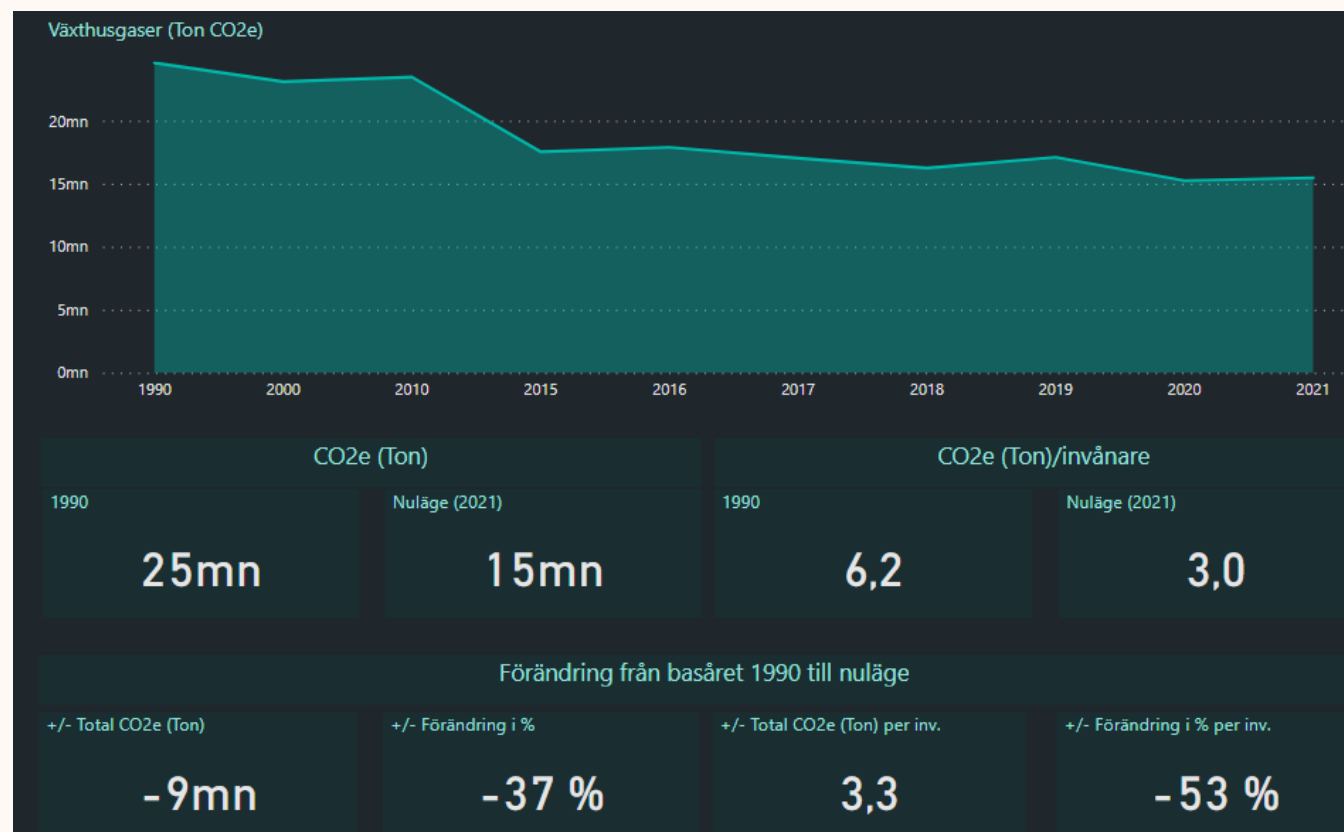 Växthusgaser (Ton CO2e)
20mn
15mn
10mn
5mn
0mn
1990 2000 2010 2015 2016 2017 2018 2019 2020 2021
CO2e (Ton)
CO2e (Ton)/invånare
1990
Nuläge (2021)
1990
Nuläge (2021)
25mn
15mn
6,2
3,0
Förändring från basåret 1990 till nuläge
+/- Total CO2e (Ton)
+/- Förändring i %
+/- Total CO2e (Ton) per inv.
+/- Förändring i % per inv.
-9mn
-37 %
3,3
-53 %